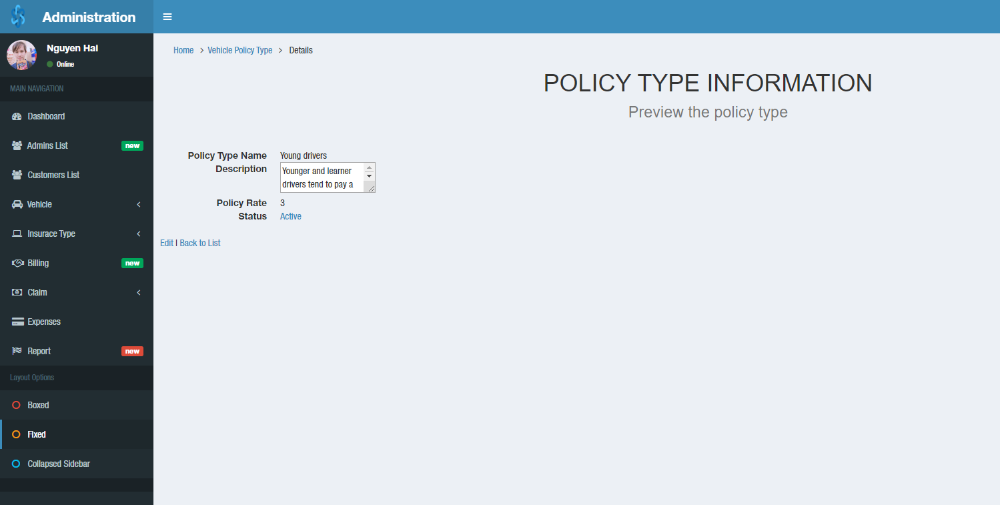 Administration
Nguyen Hal
Online
MAIN NAVIGATION
Dashboard
Admins List new
Customers List
Vehicle
Insurace Type
Billing new
Claim
Expenses
Report new
Layout Options
Boxed
Fixed
Collapsed Sidebar
Home > Vehicle Policy Type > Details
POLICY TYPE INFORMATION
Preview the policy type
Policy Type Name Young drivers
Description Younger and learner
drivers tend to pay a
Policy Rate 3
Status Active
Edit | Back to List